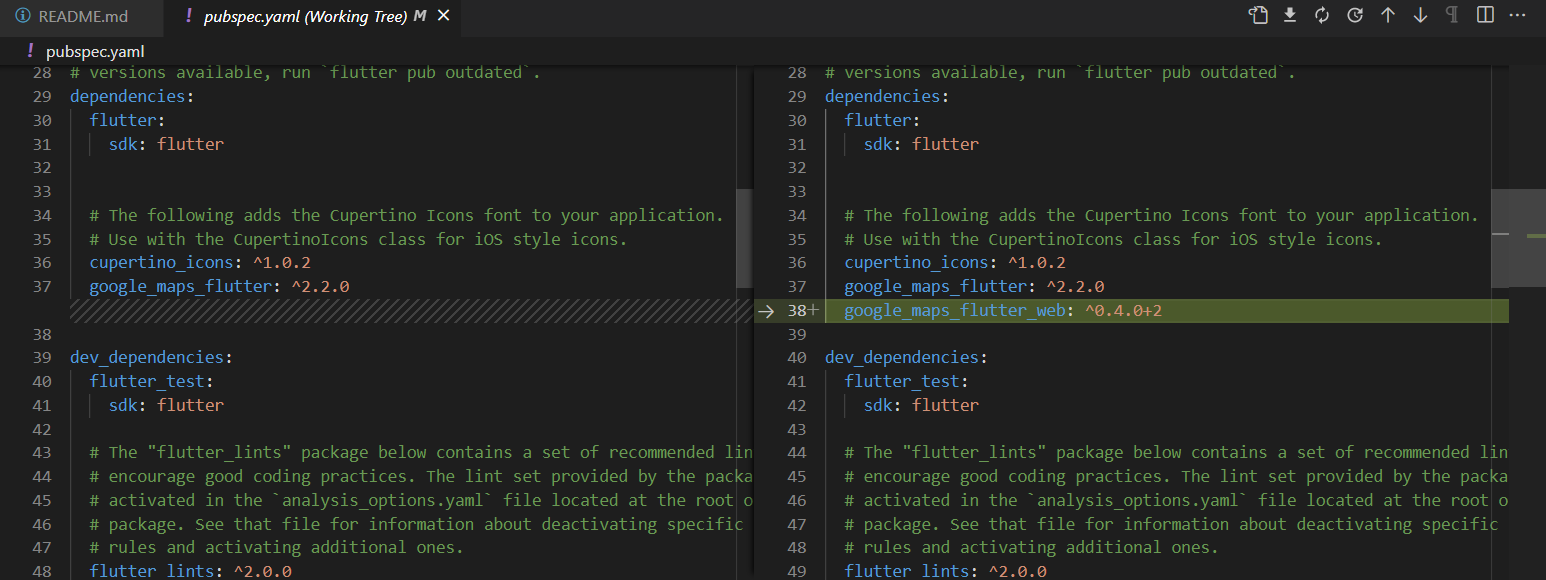 README.md
pubspec.yaml (Working Tree) M
pubspec.yaml
28 # versions available, run `flutter pub outdated`.
29 dependencies:
30 flutter:
31 sdk: flutter
32
33
34 # The following adds the Cupertino Icons font to your application.
35 # Use with the CupertinoIcons class for iOS style icons.
36 cupertino_icons: ^1.0.2
37 google_maps_flutter: ^2.2.0
38
39 dev_dependencies:
40 flutter_test:
41 sdk: flutter
42
43 # The "flutter_lints" package below contains a set of recommended lin
44 # encourage good coding practices. The lint set provided by the packa
45 # activated in the `analysis_options.yaml` file located at the root o
46 # package. See that file for information about deactivating specific
47 # rules and activating additional ones.
48 flutter_lints: ^2.0.0
28 # versions available, run `flutter pub outdated`.
29 dependencies:
30 flutter:
31 sdk: flutter
32
33
34 # The following adds the Cupertino Icons font to your application.
35 # Use with the CupertinoIcons class for iOS style icons.
36 cupertino_icons: ^1.0.2
37 google_maps_flutter: ^2.2.0
38+ google_maps_flutter_web: ^0.4.0+2
39
40 dev_dependencies:
41 flutter_test:
42 sdk: flutter
43
44 # The "flutter_lints" package below contains a set of recommended lin
45 # encourage good coding practices. The lint set provided by the packa
46 # activated in the `analysis_options.yaml` file located at the root o
47 # package. See that file for information about deactivating specific
48 # rules and activating additional ones.
49 flutter_lints: ^2.0.0